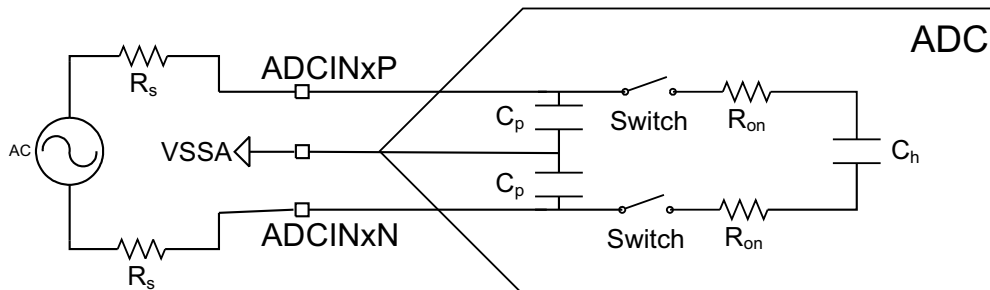 ADC
ADCINxP
Rs
Cp
Switch
Ron
AC
VSSA
Ch
Cp
ADCINxN
Switch
Ron
Rs